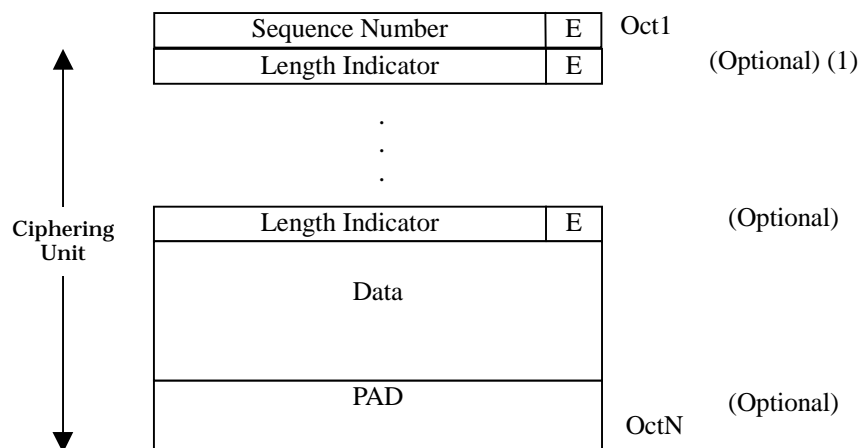 Sequence Number E Oct1
Length Indicator E (Optional) (1)
.
.
.
Length Indicator E (Optional)
Ciphering
Unit
Data
PAD (Optional)
OctN